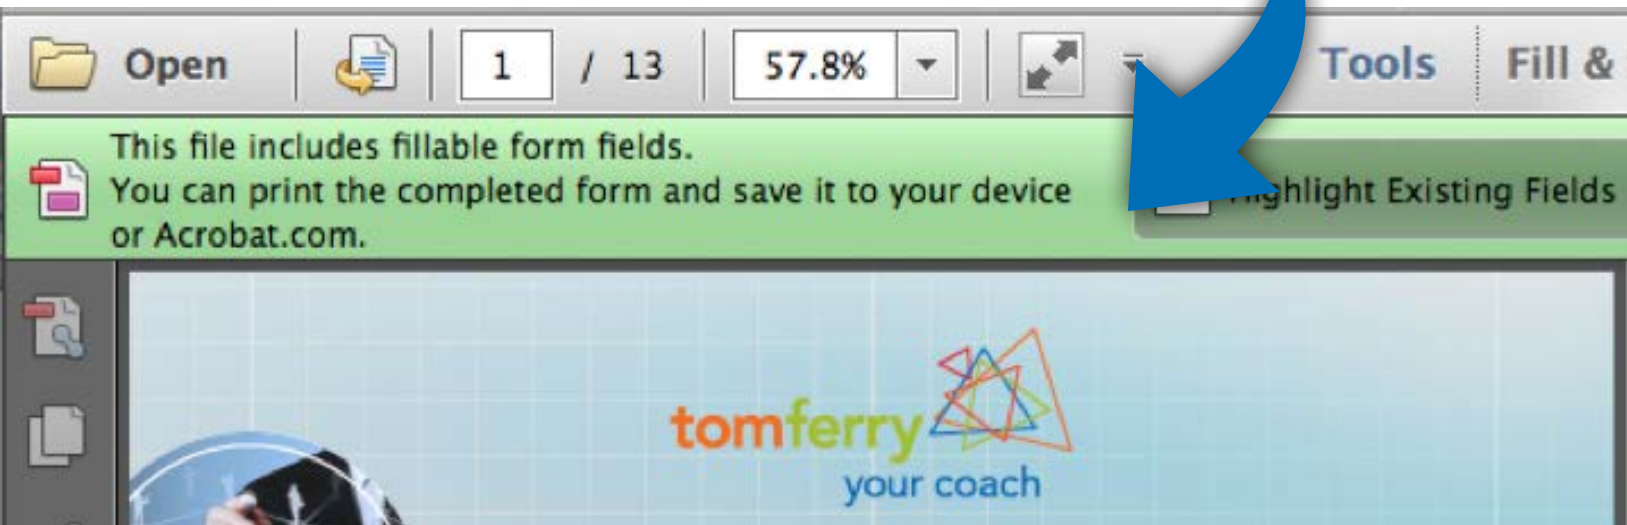 Open 1 / 13 57.8% Tools Fill &
This file includes fillable form fields.
You can print the completed form and save it to your device
or Acrobat.com.
Highlight Existing Fields
tomferry
your coach